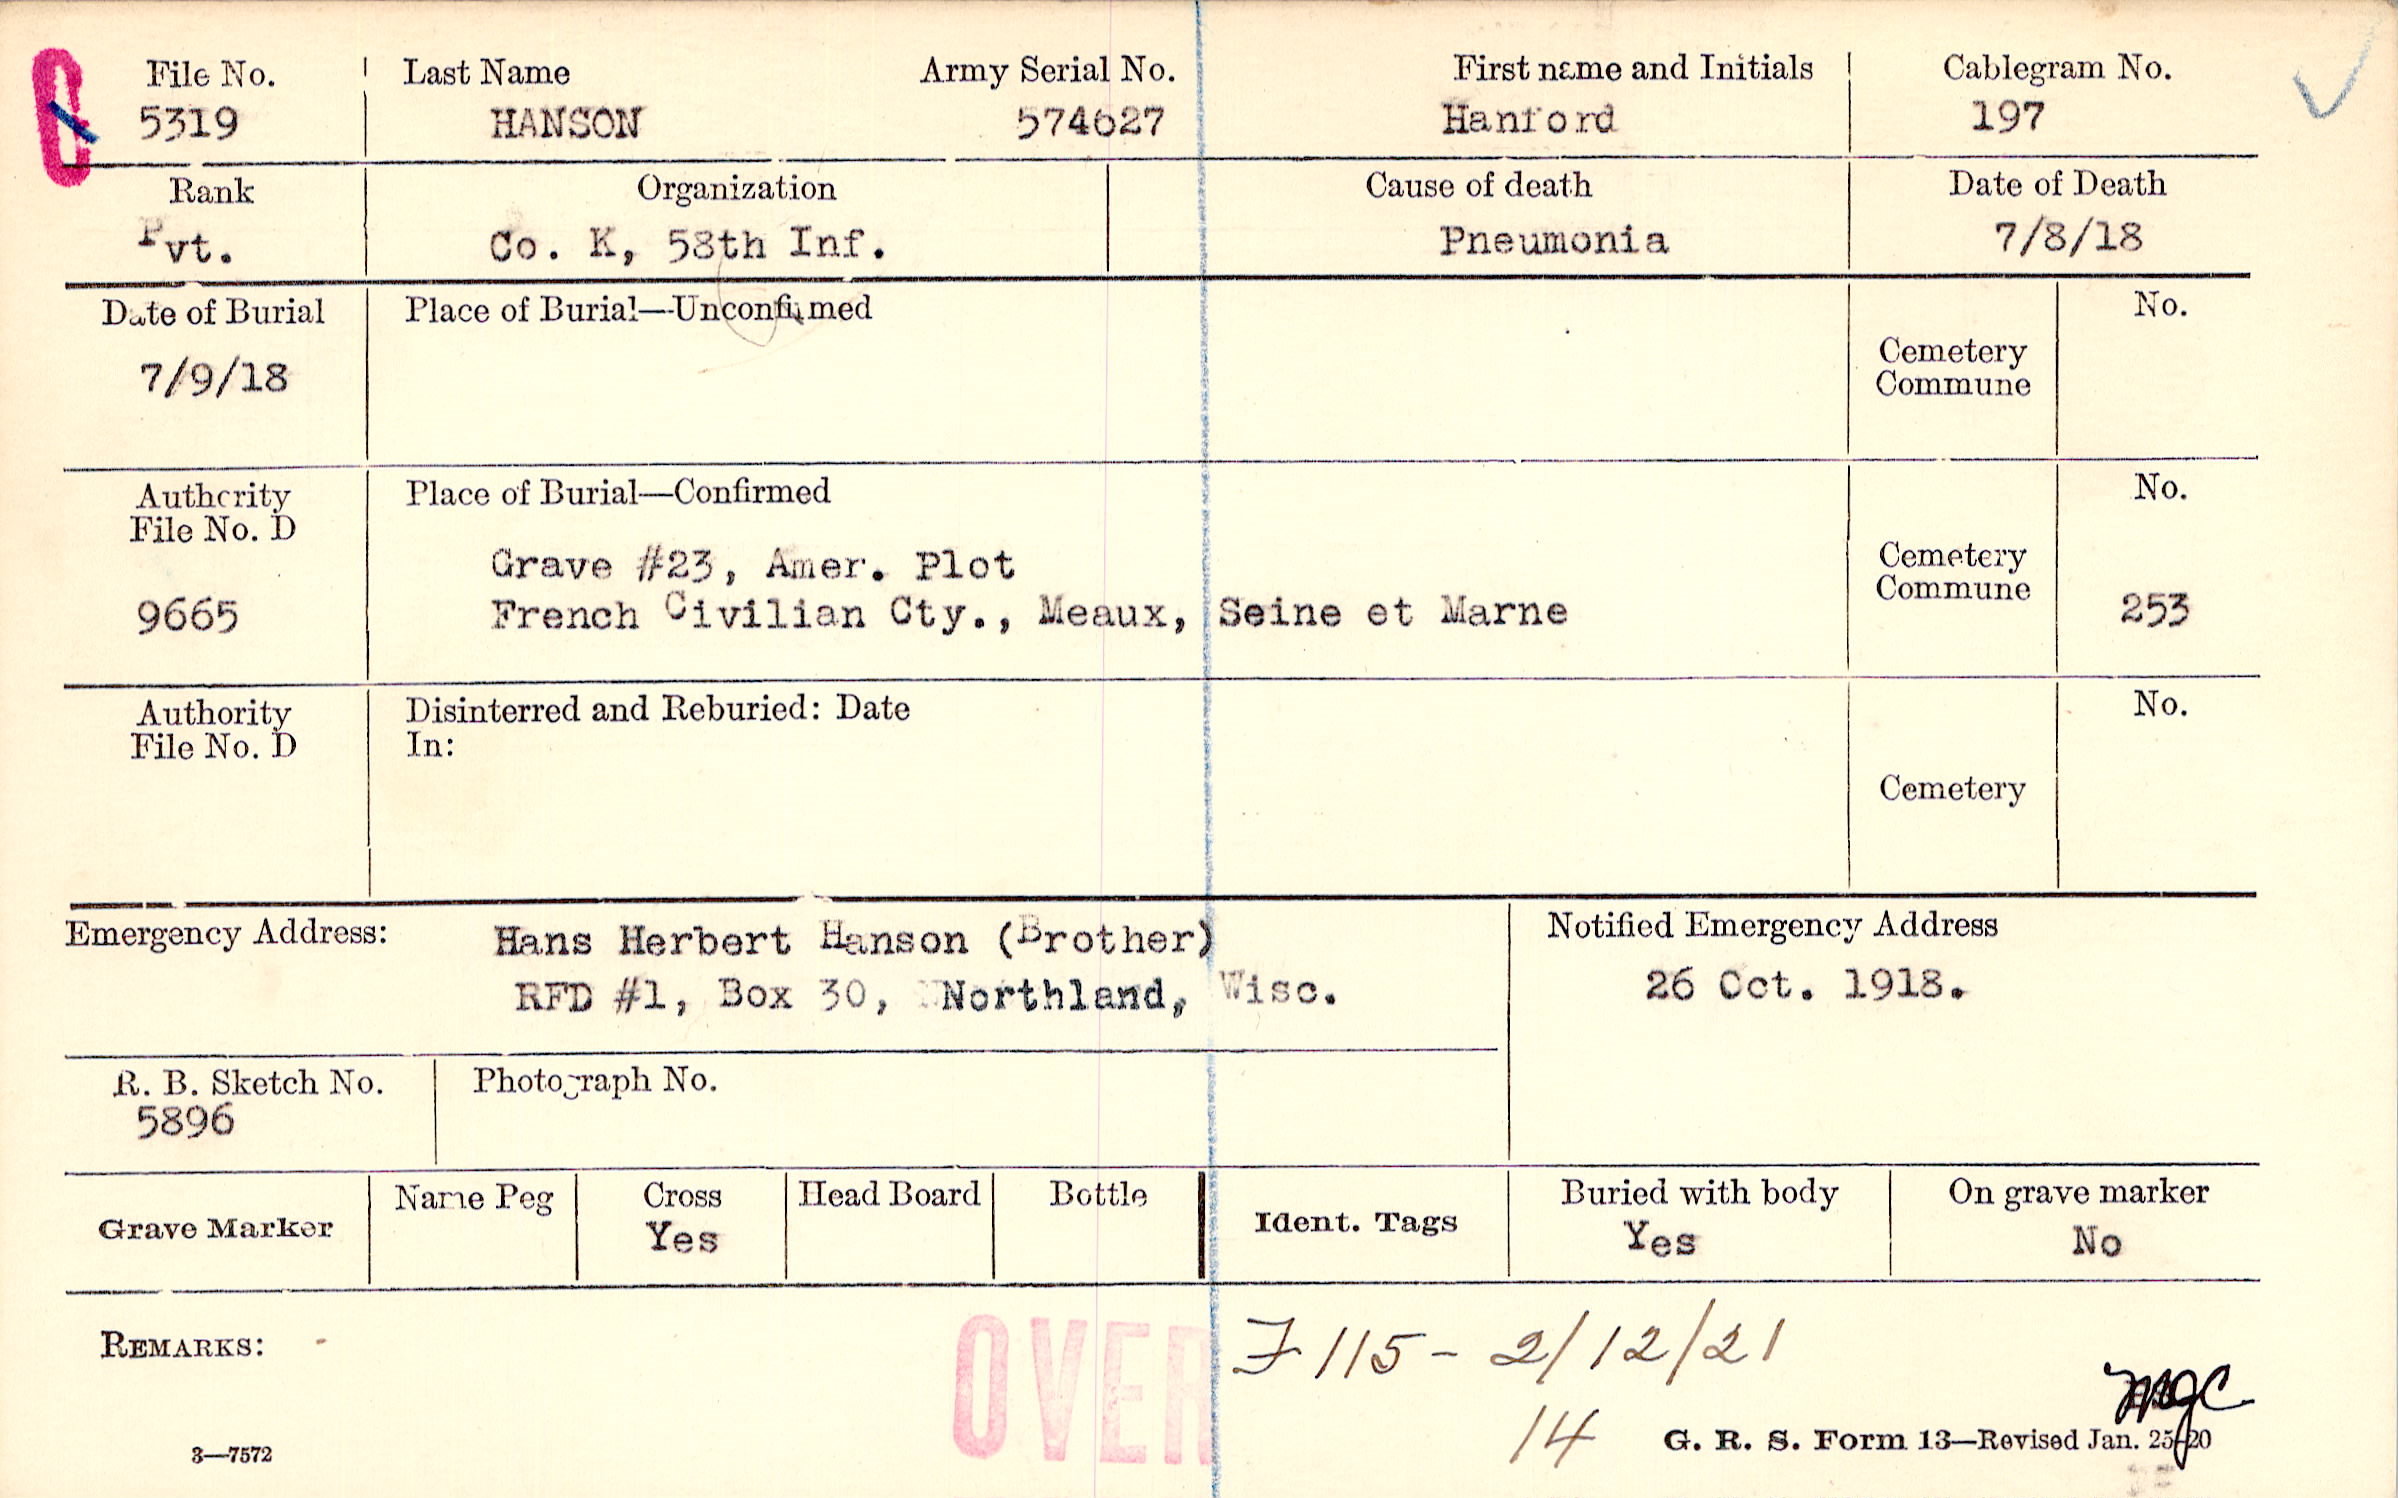 C
File No. Last Name Army Serial No. First name and Initials Cablegram No.
5319 HANSON 574627 Hanford 197
Rank Organization Cause of death Date of Death
Pvt. Co. K, 58th Inf. Pneumonia 7/8/18
Date of Burial Place of Burial—Unconfirmed No.
7/9/18
Cemetery
Commune
Authority Place of Burial—Confirmed No.
File No. D
Grave #23, Amer. Plot
Cemetery
Commune
9665 French Civilian Cty., Meaux, Seine et Marne 253
Authority Disinterred and Reburied: Date No.
File No. D In:
Cemetery
Emergency Address: Hans Herbert Hanson (Brother) Notified Emergency Address
RFD #1, Box 30, Northland, Wisc. 26 Oct. 1918.
R. B. Sketch No. Photograph No.
5896
Grave Marker Name Peg Cross Head Board Bottle Ident. Tags Buried with body On grave marker
Yes Yes No
REMARKS: -
OVER
F 115 - 2/12/21
14
mgc
3—7572 G. R. S. Form 13—Revised Jan. 25-20